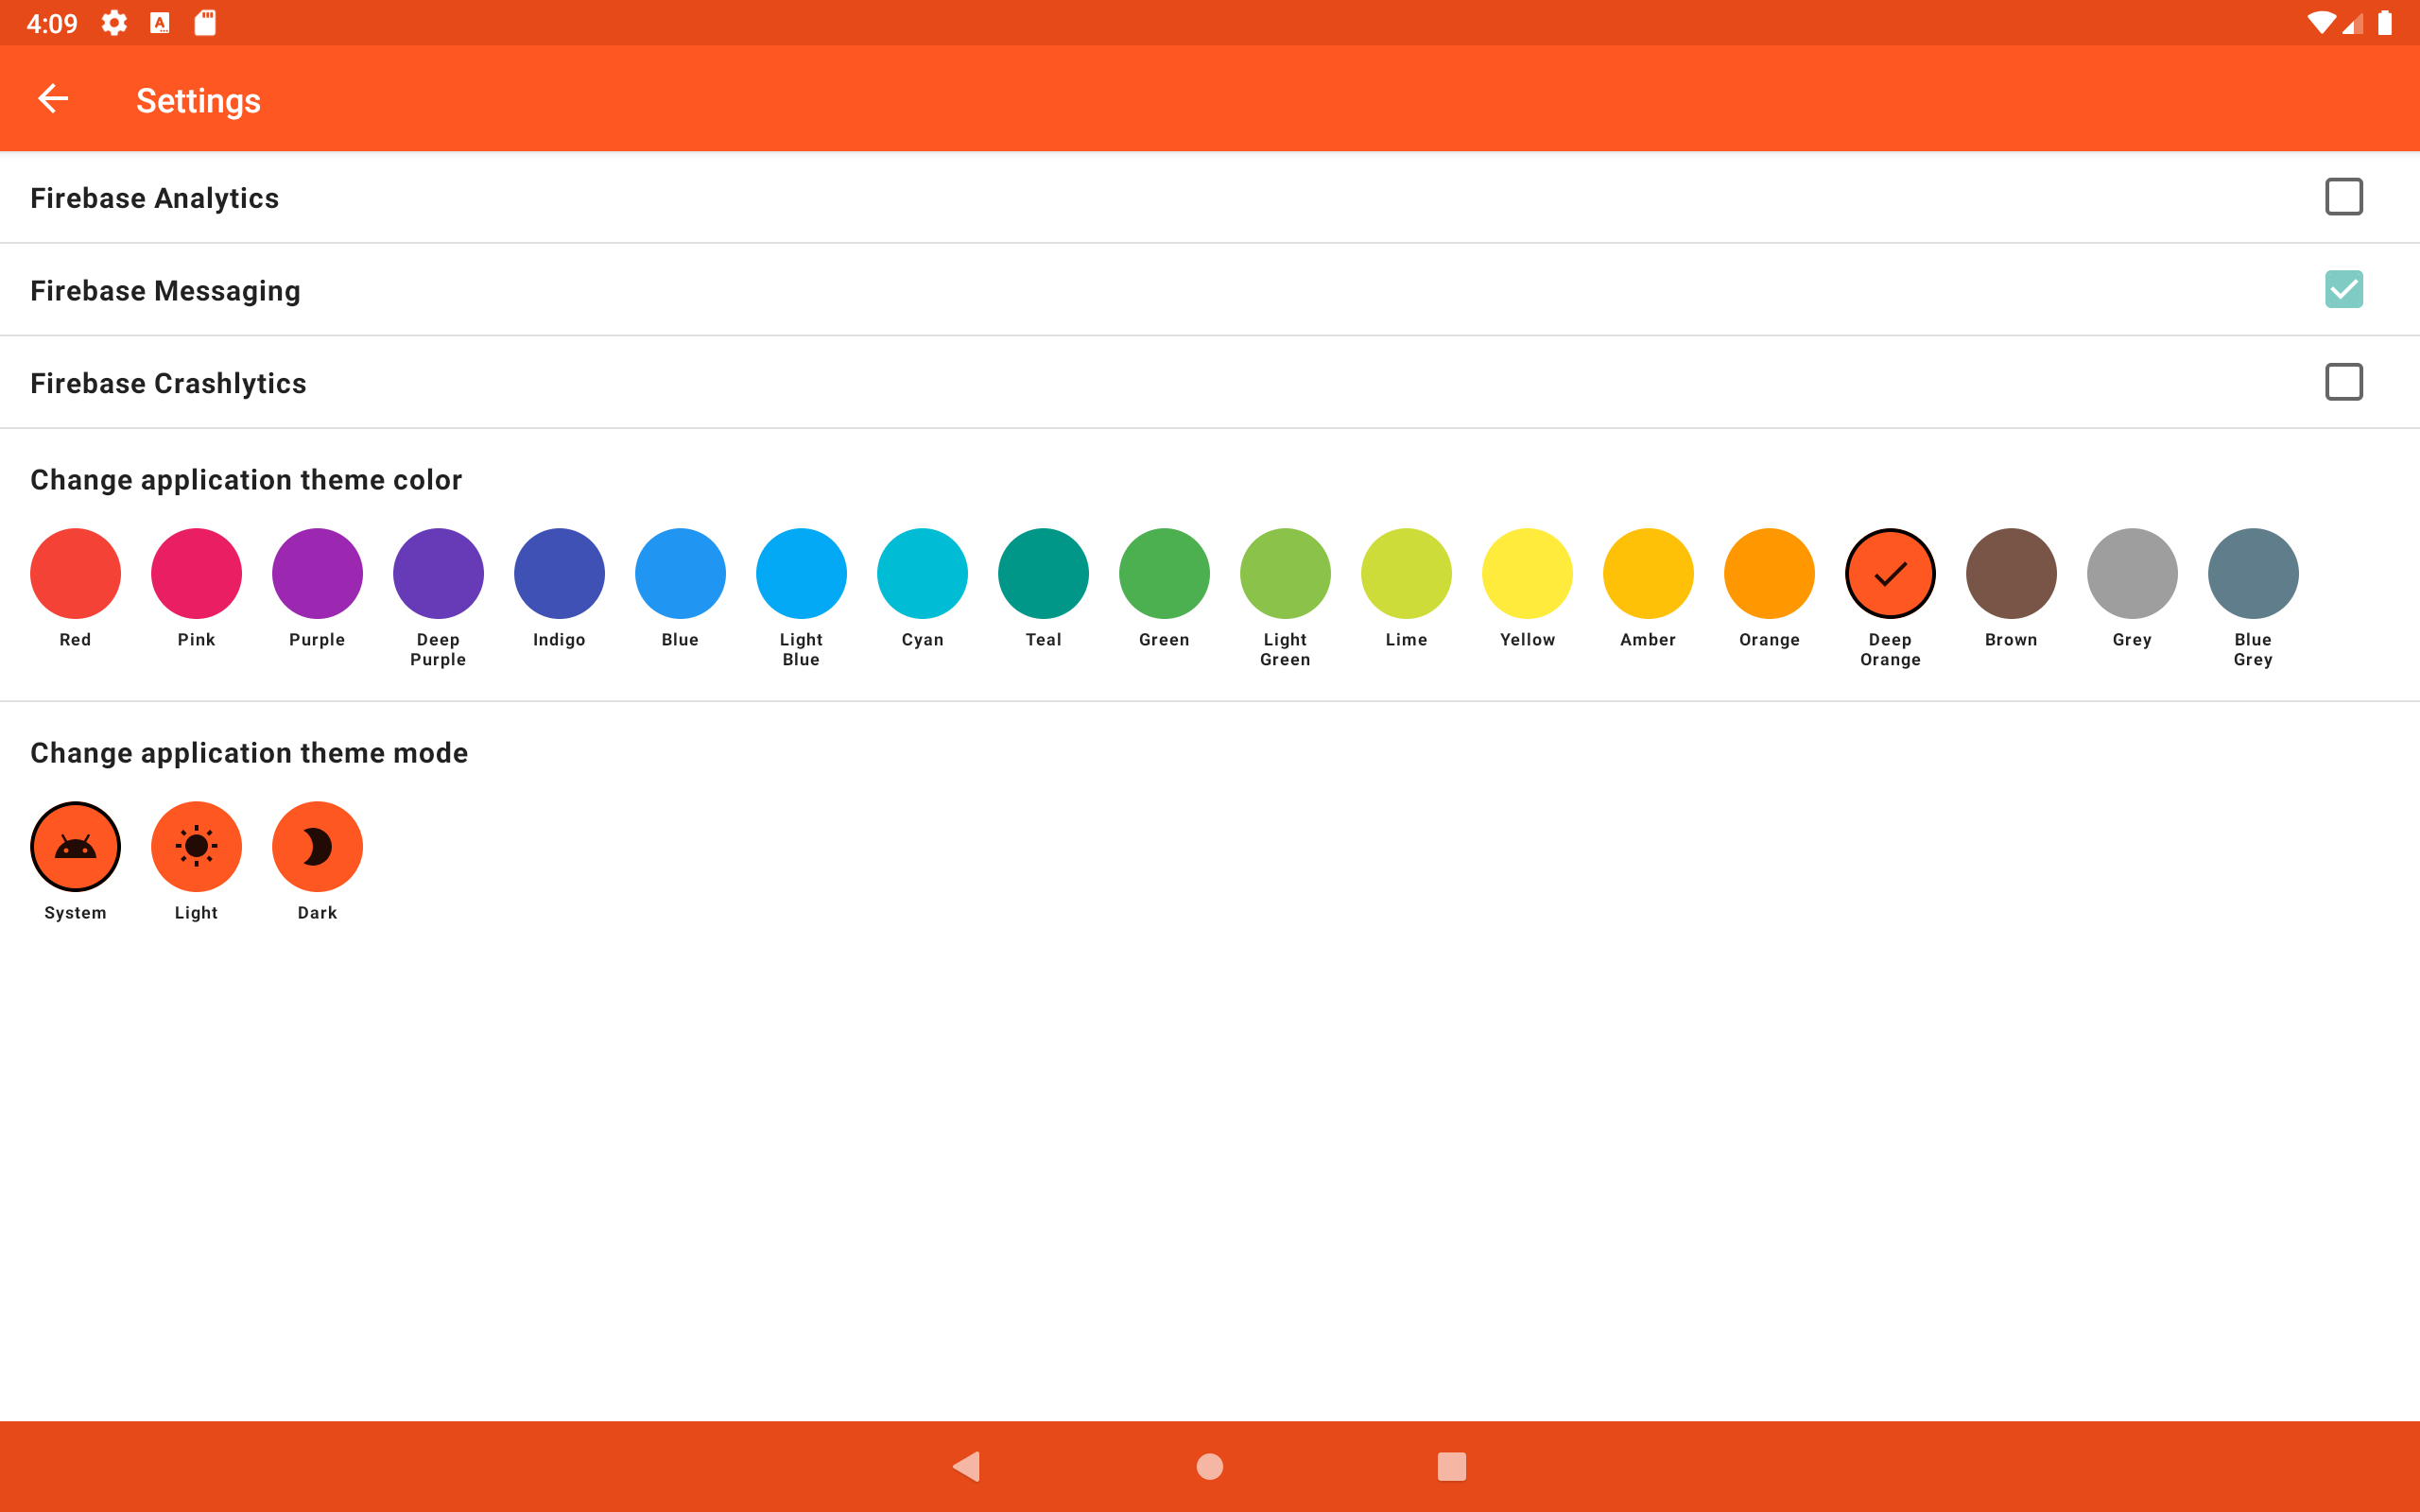 4:09
Settings
Firebase Analytics
Firebase Messaging
Firebase Crashlytics
Change application theme color
Red
Pink
Purple
Deep
Purple
Indigo
Blue
Light
Blue
Cyan
Teal
Green
Light
Green
Lime
Yellow
Amber
Orange
Deep
Orange
Brown
Grey
Blue
Grey
Change application theme mode
System
Light
Dark